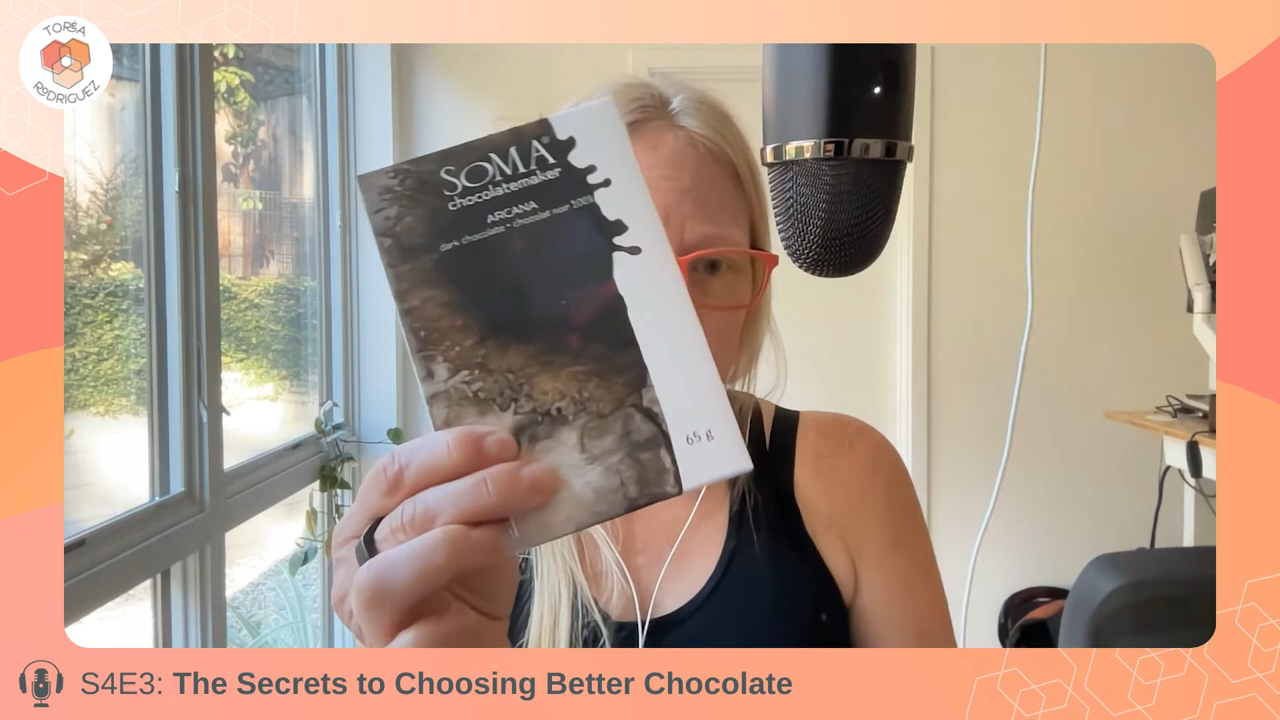 TORÉA
RODRIGUEZ
SOMA
chocolatemaker
ARCANA
dark chocolate • chocolat noir 100%
65 g
S4E3: The Secrets to Choosing Better Chocolate